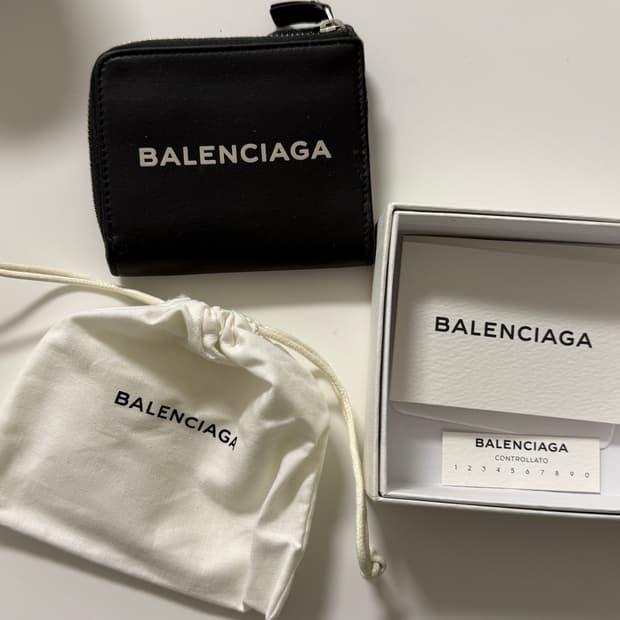 BALENCIAGA
BALENCIAGA
BALENCIAGA
BALENCIAGA
CONTROLLATO
1 2 3 4 5 6 7 8 9 0